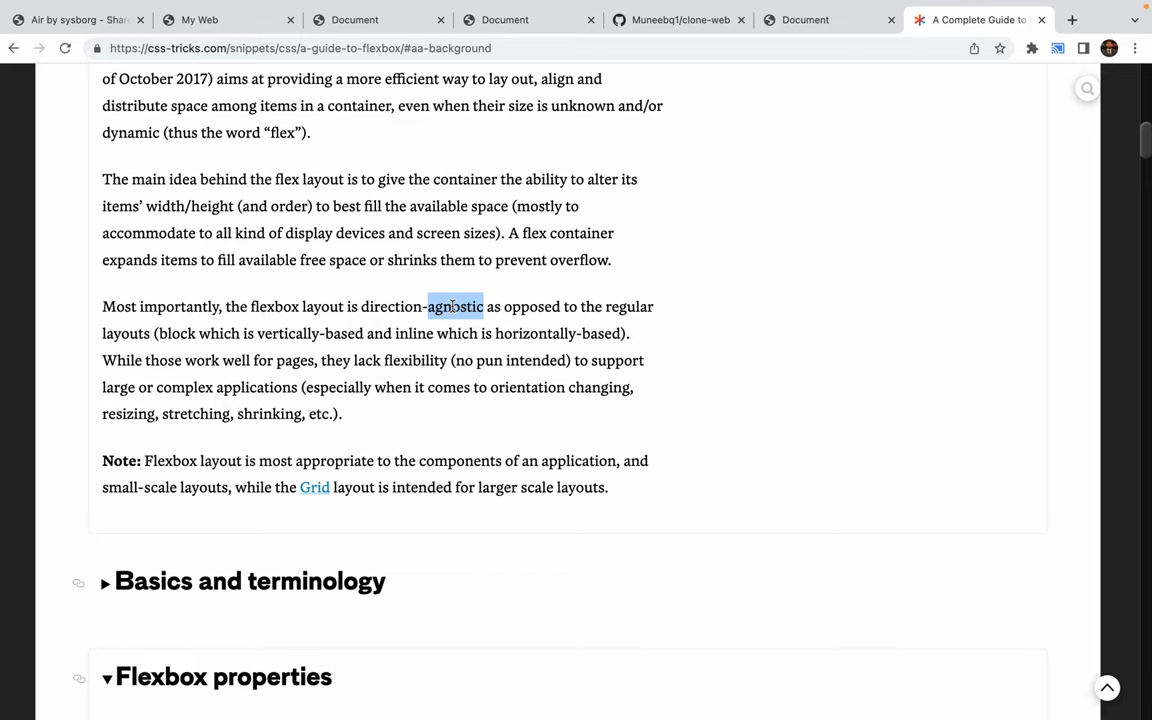 Air by sysborg - Shar
My Web
Document
Document
Muneebq1/clone-web
Document
A Complete Guide to
https://css-tricks.com/snippets/css/a-guide-to-flexbox/#aa-background
of October 2017) aims at providing a more efficient way to lay out, align and
distribute space among items in a container, even when their size is unknown and/or
dynamic (thus the word “flex”).
The main idea behind the flex layout is to give the container the ability to alter its
items’ width/height (and order) to best fill the available space (mostly to
accommodate to all kind of display devices and screen sizes). A flex container
expands items to fill available free space or shrinks them to prevent overflow.
Most importantly, the flexbox layout is direction-agnostic as opposed to the regular
layouts (block which is vertically-based and inline which is horizontally-based).
While those work well for pages, they lack flexibility (no pun intended) to support
large or complex applications (especially when it comes to orientation changing,
resizing, stretching, shrinking, etc.).
Note: Flexbox layout is most appropriate to the components of an application, and
small-scale layouts, while the Grid layout is intended for larger scale layouts.
Basics and terminology
Flexbox properties